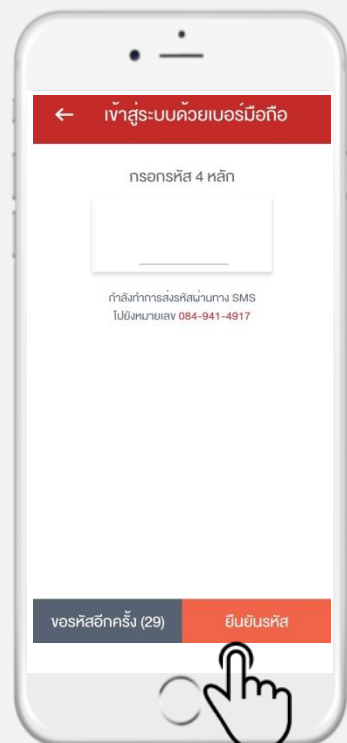 เข้าสู่ระบบด้วยเบอร์มือถือ
กรอกรหัส 4 หลัก
กำลังทำการส่งรหัสผ่านทาง SMS
ไปยังหมายเลข 084-941-4917
ขอรหัสอีกครั้ง (29)
ยืนยันรหัส